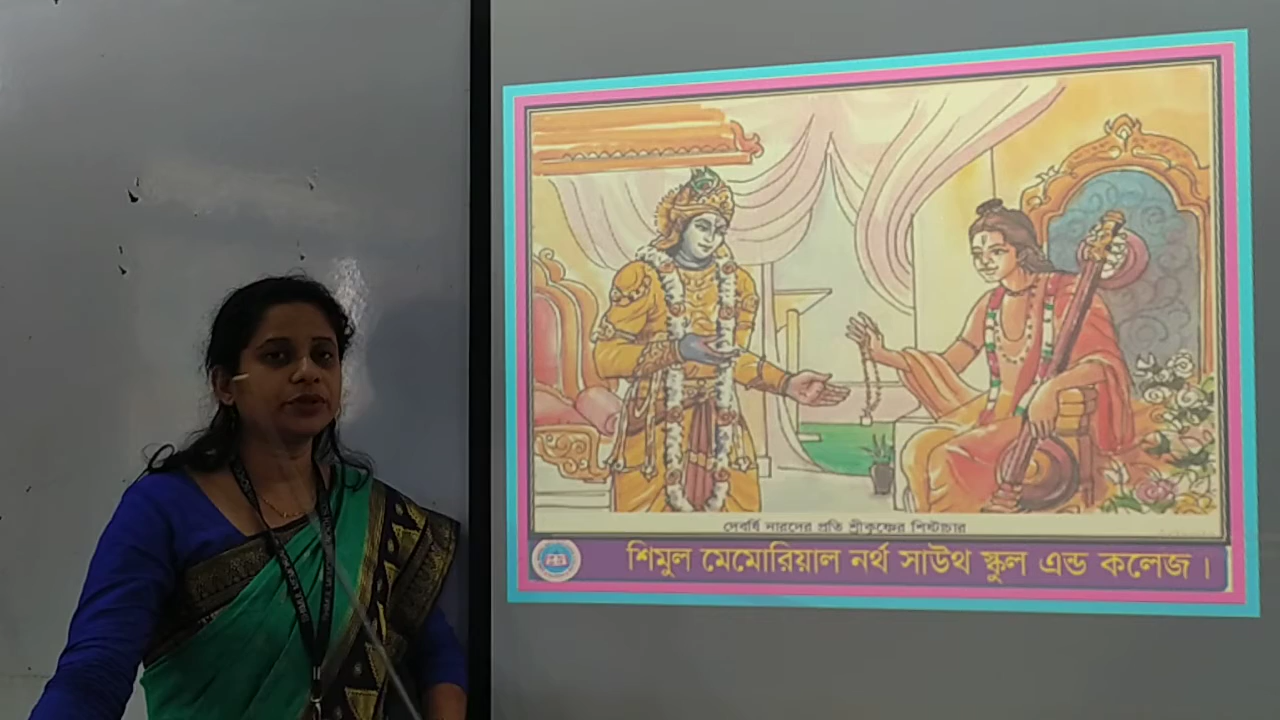 দেবর্ষি নারদের প্রতি শ্রীকৃষ্ণের শিষ্টাচার
শিমুল মেমোরিয়াল নর্থ সাউথ স্কুল এন্ড কলেজ।